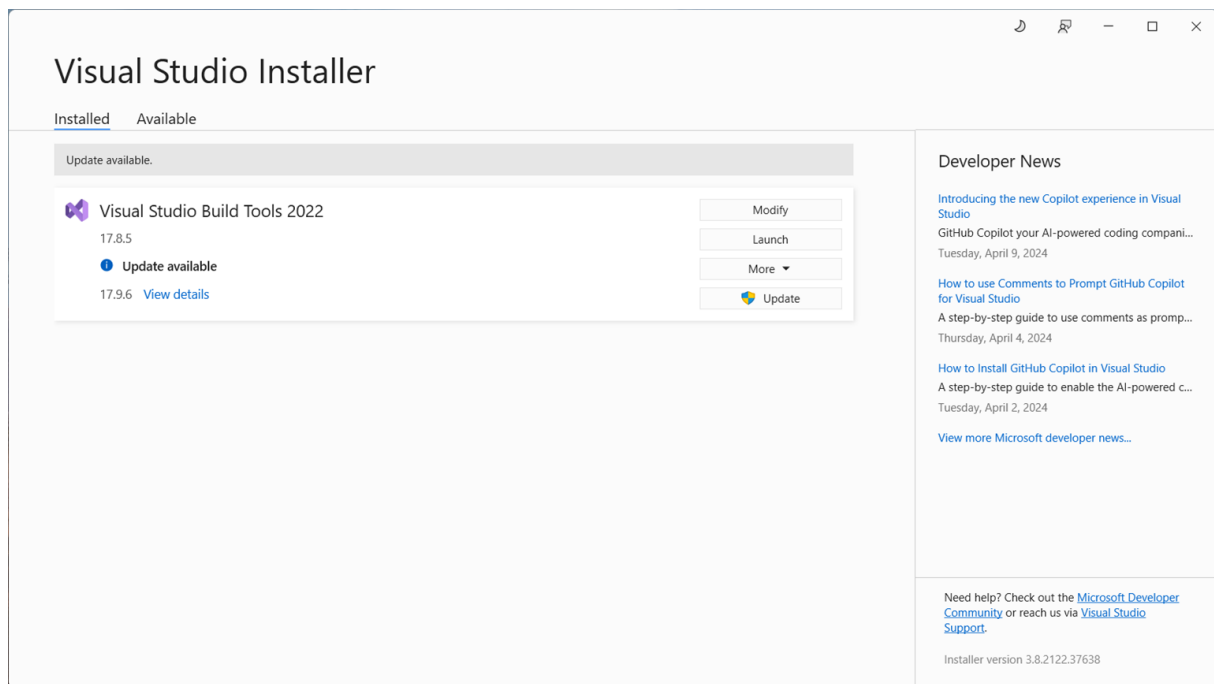 Visual Studio Installer
Installed Available
Update available.
Visual Studio Build Tools 2022
17.8.5
Update available
17.9.6 View details
Modify
Launch
More
Update
Developer News
Introducing the new Copilot experience in Visual
Studio
GitHub Copilot your AI-powered coding compani...
Tuesday, April 9, 2024
How to use Comments to Prompt GitHub Copilot
for Visual Studio
A step-by-step guide to use comments as promp...
Thursday, April 4, 2024
How to Install GitHub Copilot in Visual Studio
A step-by-step guide to enable the AI-powered c...
Tuesday, April 2, 2024
View more Microsoft developer news...
Need help? Check out the Microsoft Developer
Community or reach us via Visual Studio
Support.
Installer version 3.8.2122.37638